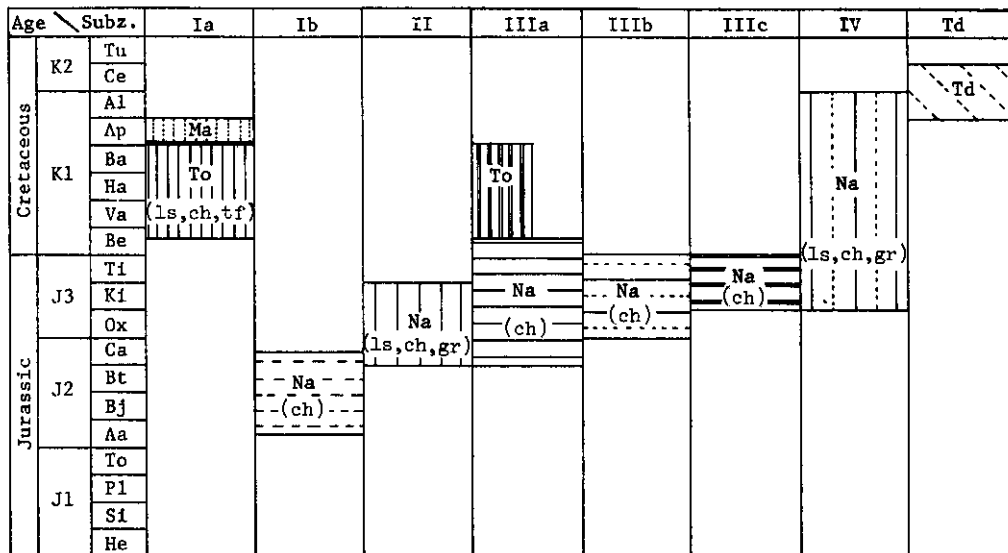 Age Subz. Ia Ib II IIIa IIIb IIIc IV Td
Cretaceous
K2
Tu
Ce
Td
K1
Al
Ap
Ma
Ba
To
To
Ha
Na
Va
(ls,ch,tf)
Be
(ls,ch,gr)
Jurassic
J3
Ti
Ki
Na
Na
Na
(ch)
Ox
Na
(ls,ch,gr)
(ch)
(ch)
J2
Ca
Bt
Na
Bj
(ch)
Aa
J1
To
Pl
Si
He